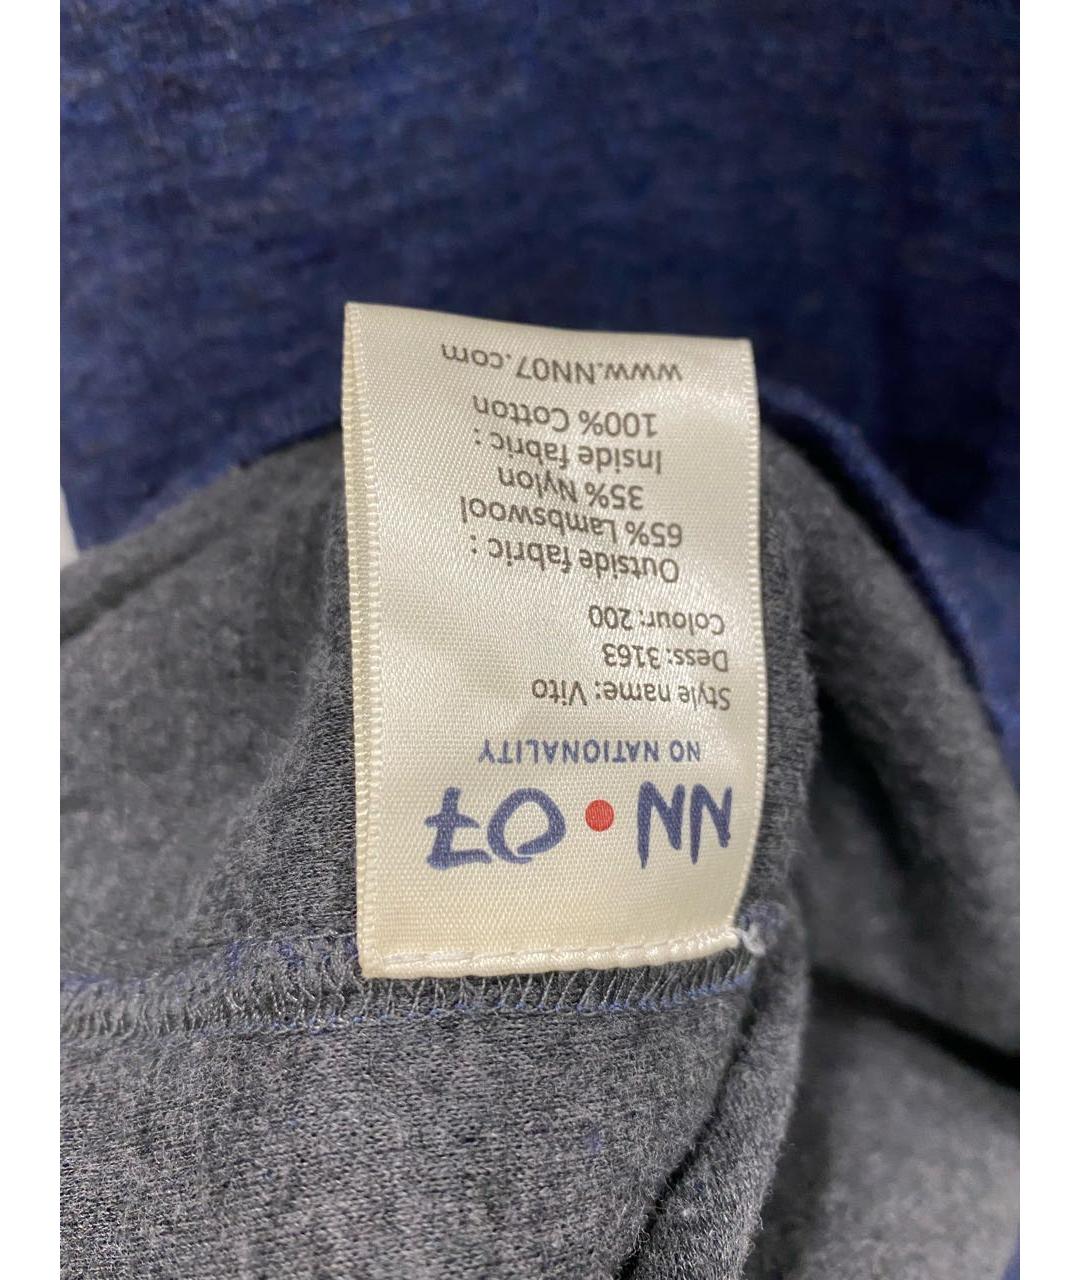 NN•07
NO NATIONALITY
Style name: Vito
Dess: 3163
Colour: 200
Outside fabric :
65% Lambswool
35% Nylon
Inside fabric :
100% Cotton
www.NN07.com